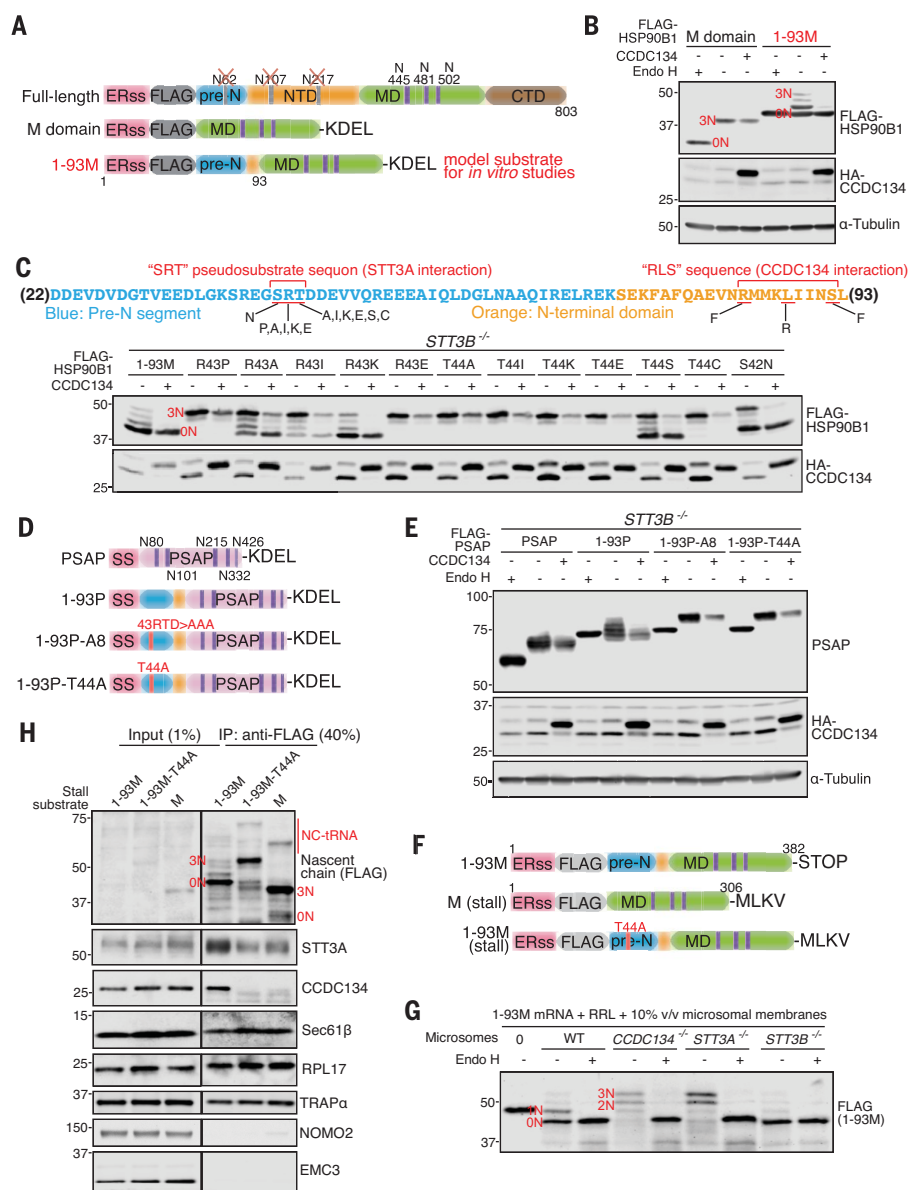 A
N62 N107 N217 N N N
445 481 502
Full-length ERss FLAG pre-N NTD MD CTD
803
M domain ERss FLAG MD -KDEL
1-93M ERss FLAG pre-N MD -KDEL model substrate
for in vitro studies
1 93
B
FLAG-
HSP90B1 M domain 1-93M
CCDC134 - - + - - +
Endo H + - - + - -
50- 3N
37- 3N 0N FLAG-
HSP90B1
0N
HA-
CCDC134
25-
50- α-Tubulin
C
"SRT" pseudosubstrate sequon (STT3A interaction) "RLS" sequence (CCDC134 interaction)
(22)DDEVDVDGTVEEDLGKSREGSRTDDEVVQREEEAIQLDGLNAAQIRELREKSEKFAFQAEVNRMMKLIINSL(93)
Blue: Pre-N segment N A,I,K,E,S,C Orange: N-terminal domain F F
P,A,I,K,E R
STT3B -/-
FLAG-
HSP90B1 1-93M R43P R43A R43I R43K R43E T44A T44I T44K T44E T44S T44C S42N
CCDC134 - + - + - + - + - + - + - + - + - + - + - + - + - +
50- 3N FLAG-
37- 0N HSP90B1
HA-
25- CCDC134
D
N80 N215 N426
PSAP SS PSAP -KDEL
N101 N332
1-93P SS PSAP -KDEL
43RTD>AAA
1-93P-A8 SS PSAP -KDEL
T44A
1-93P-T44A SS PSAP -KDEL
E
STT3B -/-
FLAG-
PSAP PSAP 1-93P 1-93P-A8 1-93P-T44A
CCDC134 - - + - - + - - + - - +
Endo H + - - + - - + - - + - -
100-
75- PSAP
50-
37- HA-
CCDC134
25-
50- α-Tubulin
F
1 382
1-93M ERss FLAG pre-N MD -STOP
1 306
M (stall) ERss FLAG MD -MLKV
T44A
1-93M
(stall) ERss FLAG pre-N MD -MLKV
G
1-93M mRNA + RRL + 10% v/v microsomal membranes
Microsomes 0 WT CCDC134 -/- STT3A -/- STT3B -/-
Endo H - - + - + - + - +
50- 1N 3N FLAG
0N 2N (1-93M)
37-
H
Input (1%) IP: anti-FLAG (40%)
Stall
substrate 1-93M 1-93M-T44A M 1-93M 1-93M-T44A M
75- NC-tRNA
50- 3N Nascent
0N chain (FLAG)
37- 3N
0N
50- STT3A
25- CCDC134
15- Sec61β
25- RPL17
37- TRAPα
150- NOMO2
37- EMC3